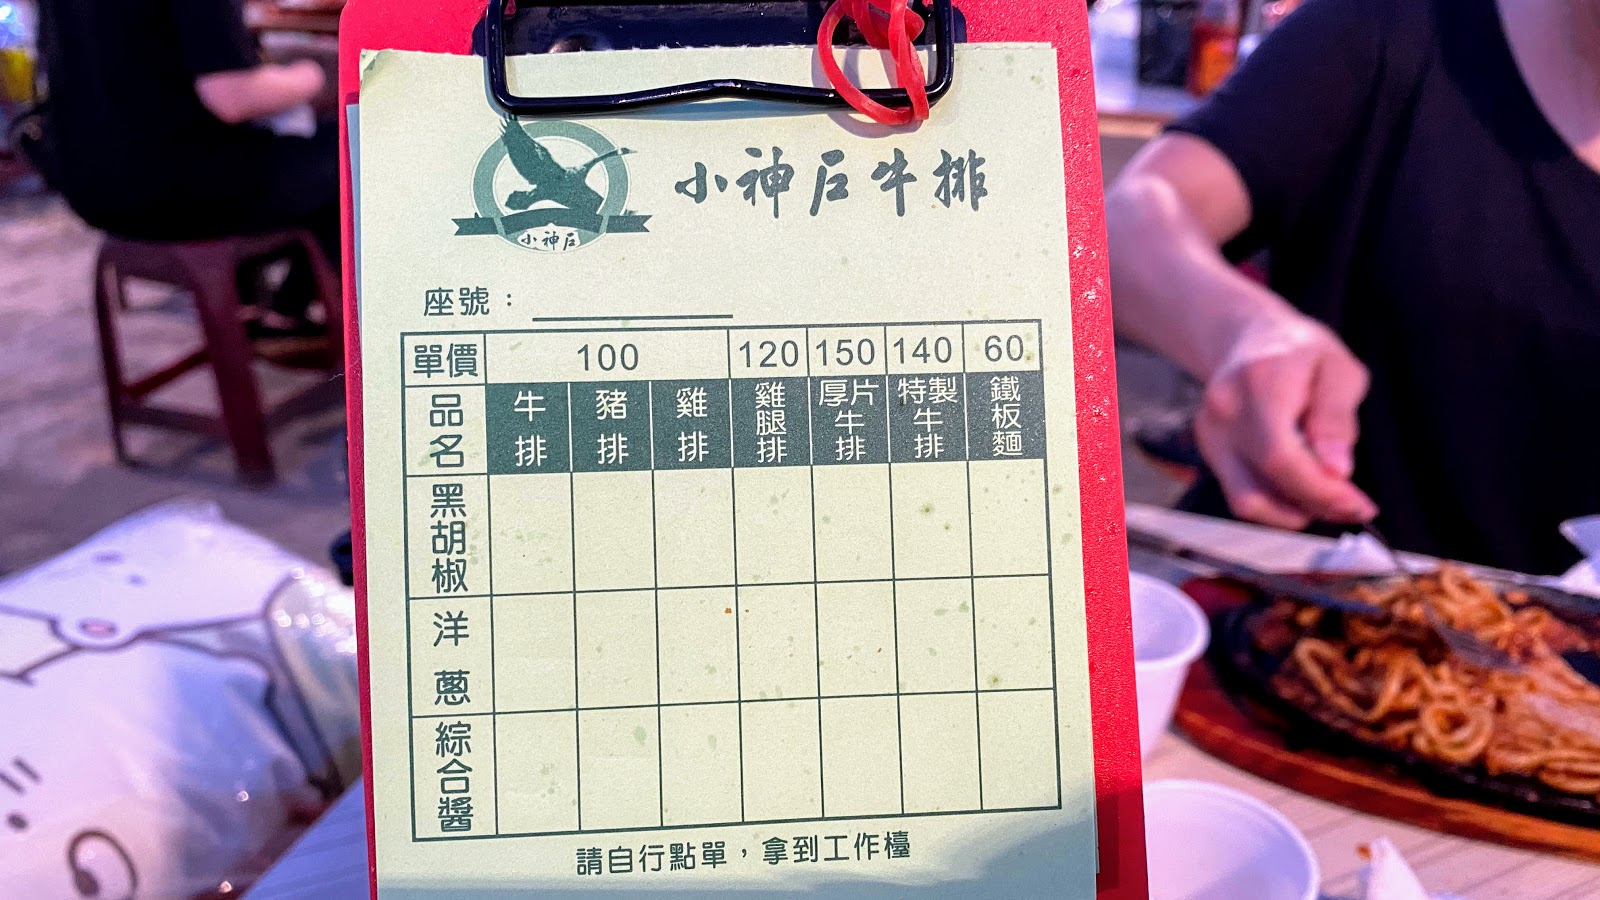 小神戶牛排
小神戶
座號：
單價 100 120 150 140 60
品名 牛排 豬排 雞排 雞腿排 厚片牛排 特製牛排 鐵板麵
黑胡椒
洋蔥
綜合醬
請自行點單，拿到工作檯